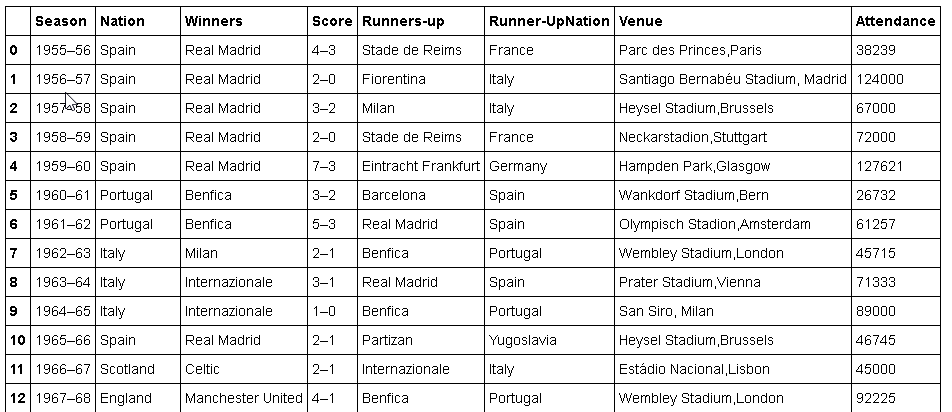 Season Nation Winners Score Runners-up Runner-UpNation Venue Attendance
0 1955–56 Spain Real Madrid 4–3 Stade de Reims France Parc des Princes,Paris 38239
1 1956–57 Spain Real Madrid 2–0 Fiorentina Italy Santiago Bernabéu Stadium, Madrid 124000
2 1957–58 Spain Real Madrid 3–2 Milan Italy Heysel Stadium,Brussels 67000
3 1958–59 Spain Real Madrid 2–0 Stade de Reims France Neckarstadion,Stuttgart 72000
4 1959–60 Spain Real Madrid 7–3 Eintracht Frankfurt Germany Hampden Park,Glasgow 127621
5 1960–61 Portugal Benfica 3–2 Barcelona Spain Wankdorf Stadium,Bern 26732
6 1961–62 Portugal Benfica 5–3 Real Madrid Spain Olympisch Stadion,Amsterdam 61257
7 1962–63 Italy Milan 2–1 Benfica Portugal Wembley Stadium,London 45715
8 1963–64 Italy Internazionale 3–1 Real Madrid Spain Prater Stadium,Vienna 71333
9 1964–65 Italy Internazionale 1–0 Benfica Portugal San Siro, Milan 89000
10 1965–66 Spain Real Madrid 2–1 Partizan Yugoslavia Heysel Stadium,Brussels 46745
11 1966–67 Scotland Celtic 2–1 Internazionale Italy Estádio Nacional,Lisbon 45000
12 1967–68 England Manchester United 4–1 Benfica Portugal Wembley Stadium,London 92225